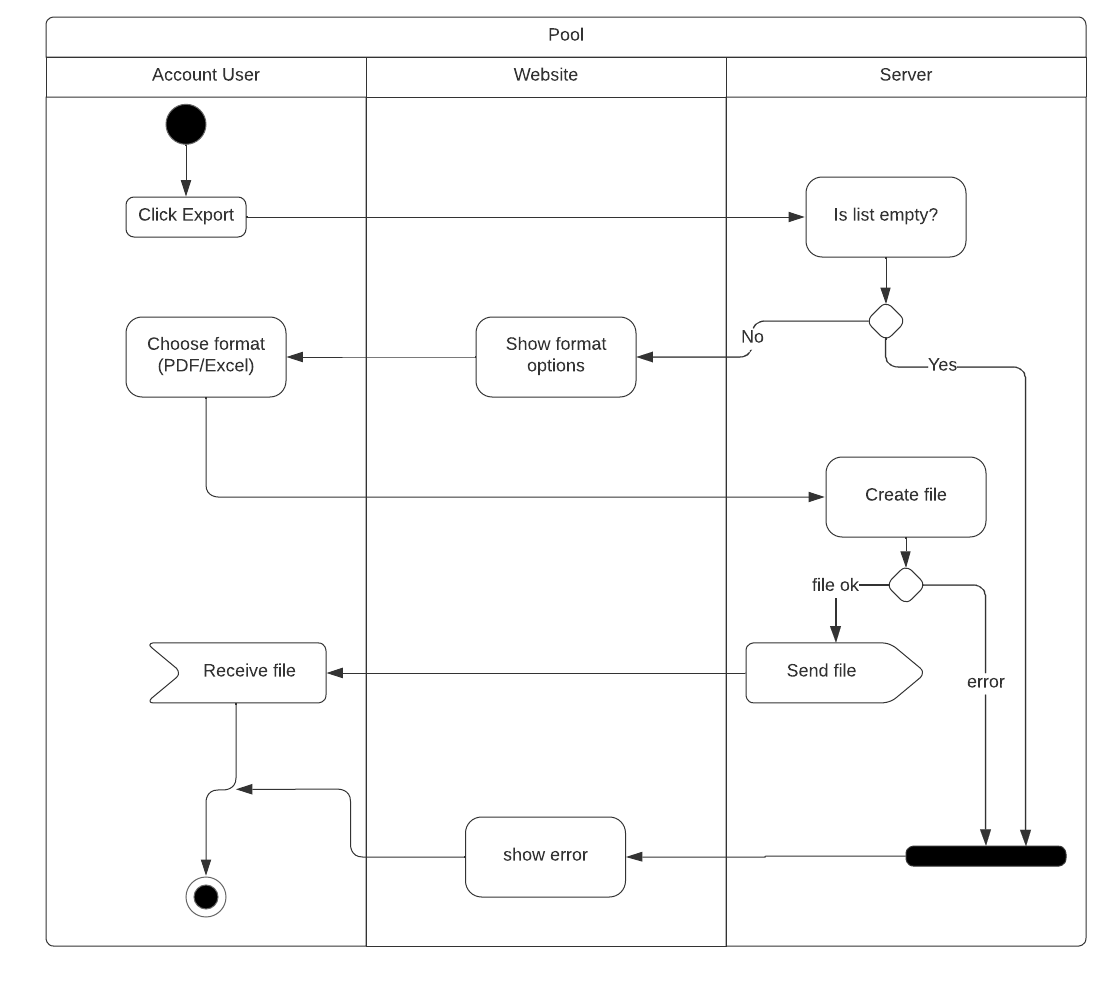 Pool
Account User
Website
Server
Click Export
Is list empty?
No
Choose format
(PDF/Excel)
Show format
options
Yes
Create file
file ok
Receive file
Send file
error
show error